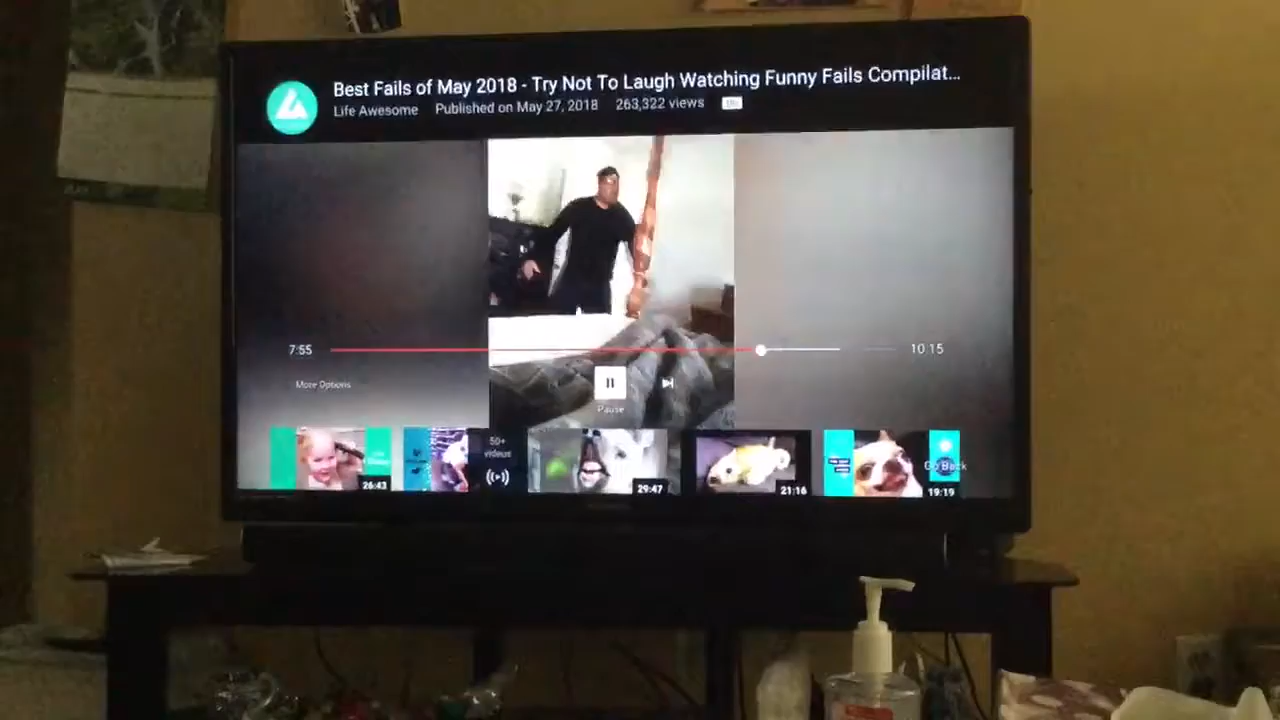 Best Fails of May 2018 - Try Not To Laugh Watching Funny Fails Compilat...
Life Awesome Published on May 27, 2018 263,322 views
7:55
10:15
More Options
Pause
50+
videos
Go Back
26:43
29:47
21:16
19:19